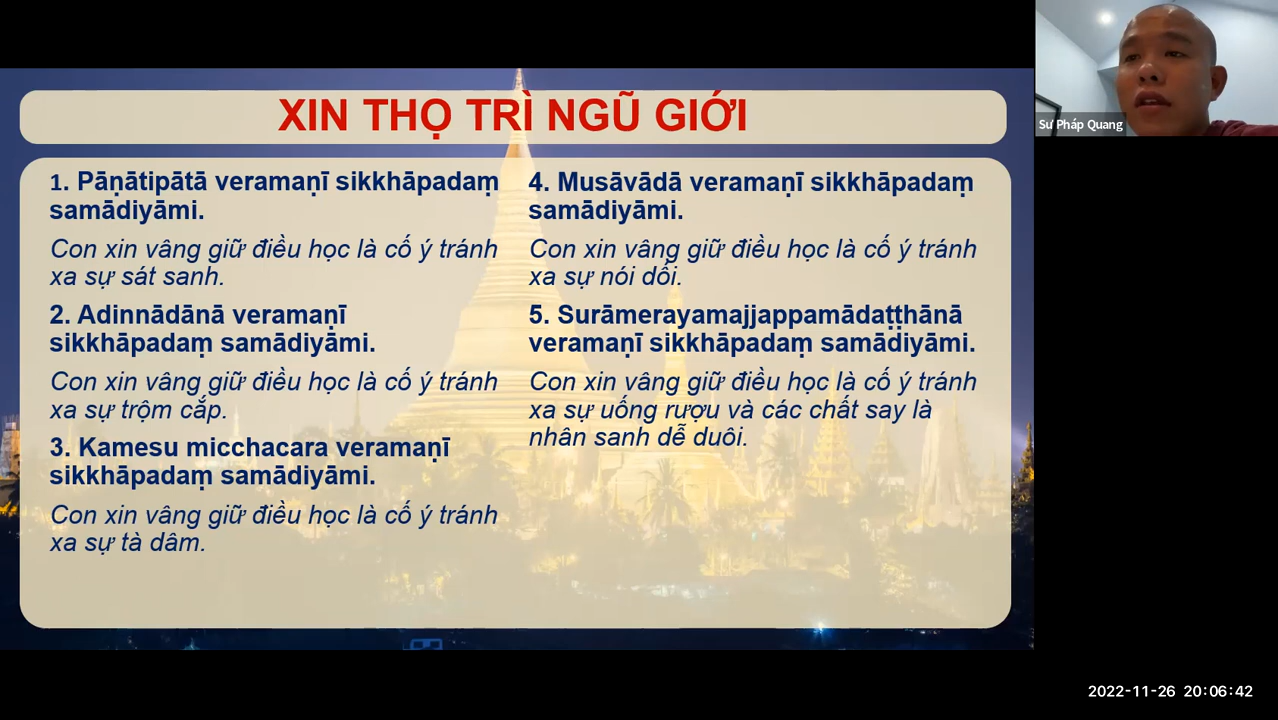 XIN THỌ TRÌ NGŨ GIỚI
1. Pāṇātipātā veramaṇī sikkhāpadaṃ
samādiyāmi.
Con xin vâng giữ điều học là cố ý tránh
xa sự sát sanh.
2. Adinnādānā veramaṇī
sikkhāpadaṃ samādiyāmi.
Con xin vâng giữ điều học là cố ý tránh
xa sự trộm cắp.
3. Kamesu micchacara veramaṇī
sikkhāpadaṃ samādiyāmi.
Con xin vâng giữ điều học là cố ý tránh
xa sự tà dâm.
4. Musāvādā veramaṇī sikkhāpadaṃ
samādiyāmi.
Con xin vâng giữ điều học là cố ý tránh
xa sự nói dối.
5. Surāmerayamajjappamādaṭṭhānā
veramaṇī sikkhāpadaṃ samādiyāmi.
Con xin vâng giữ điều học là cố ý tránh
xa sự uống rượu và các chất say là
nhân sanh dễ duôi.
Sư Pháp Quang
2022-11-26 20:06:42